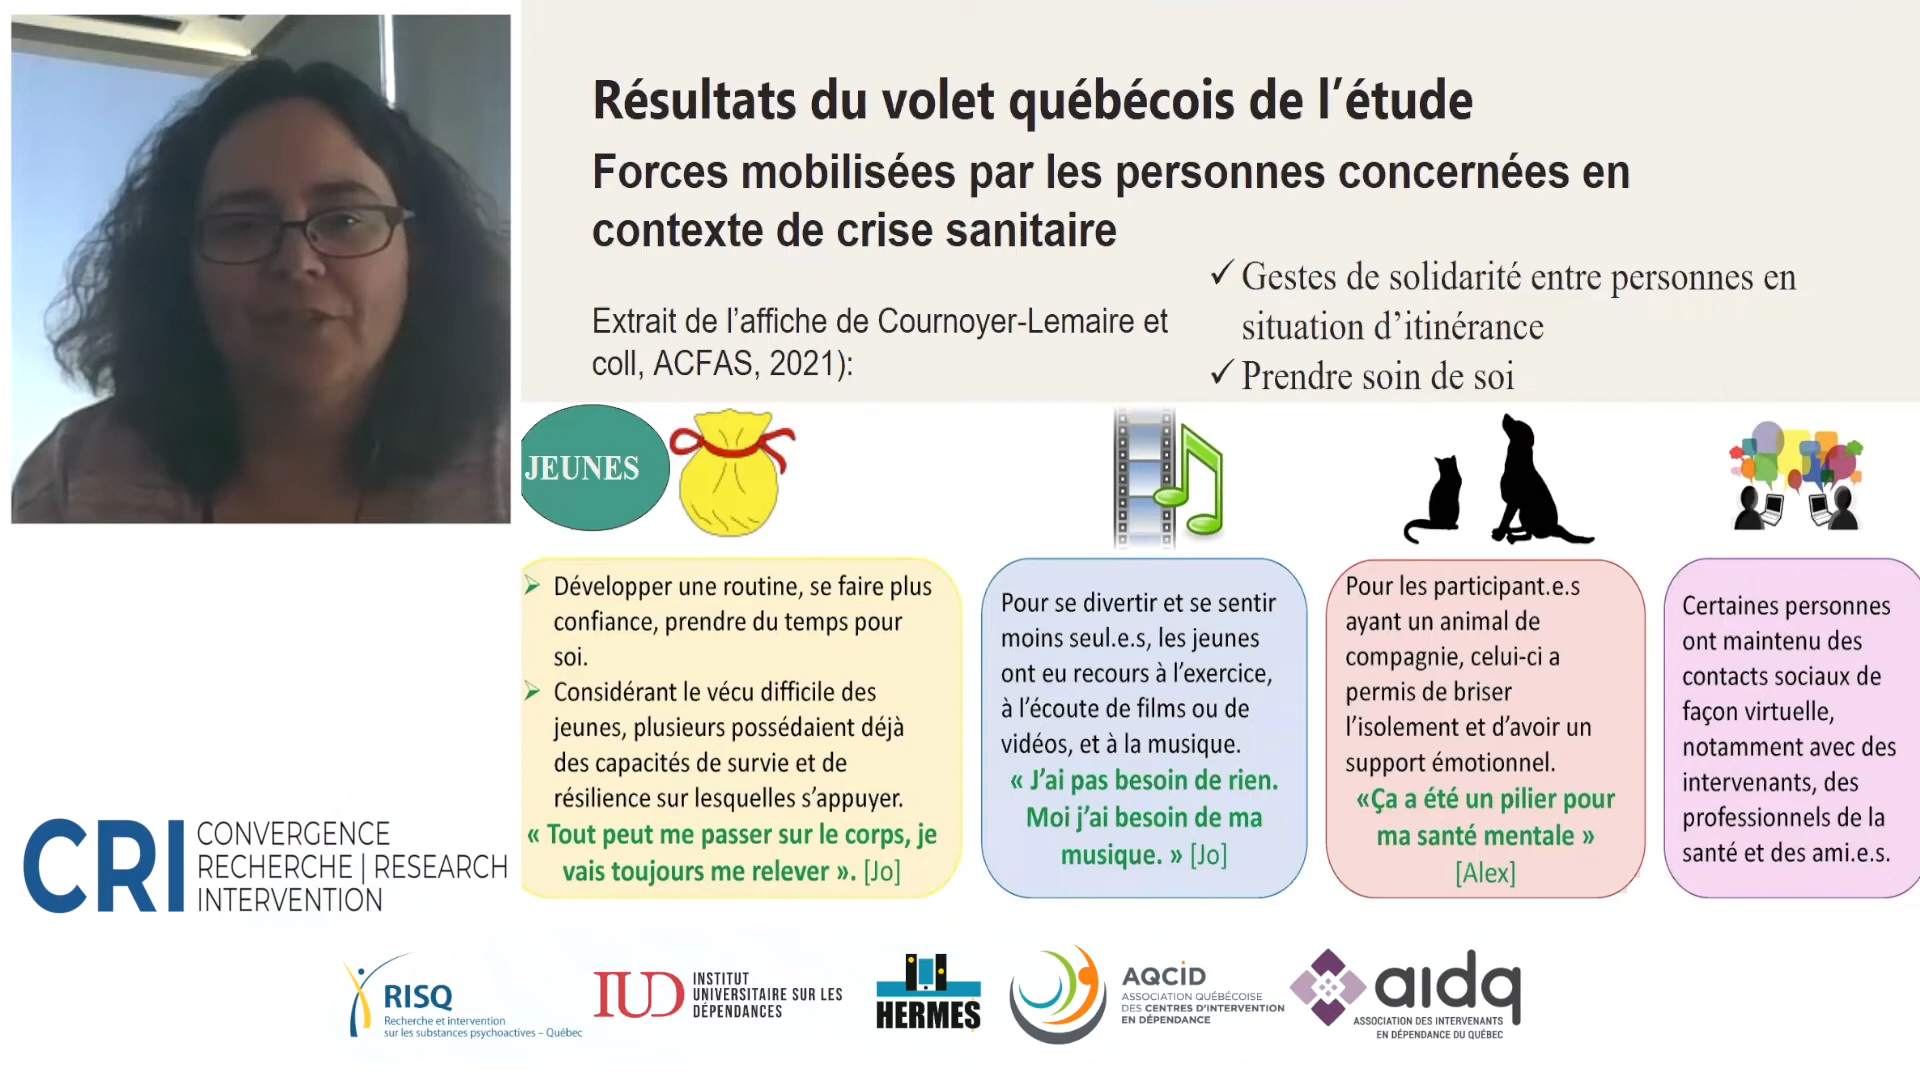 Résultats du volet québécois de l’étude
Forces mobilisées par les personnes concernées en
contexte de crise sanitaire
Extrait de l’affiche de Cournoyer-Lemaire et
coll, ACFAS, 2021):
✓ Gestes de solidarité entre personnes en
situation d’itinérance
✓ Prendre soin de soi
JEUNES
Développer une routine, se faire plus
confiance, prendre du temps pour
soi.
Considérant le vécu difficile des
jeunes, plusieurs possédaient déjà
des capacités de survie et de
résilience sur lesquelles s’appuyer.
« Tout peut me passer sur le corps, je
vais toujours me relever ». [Jo]
Pour se divertir et se sentir
moins seul.e.s, les jeunes
ont eu recours à l’exercice,
à l’écoute de films ou de
vidéos, et à la musique.
« J’ai pas besoin de rien.
Moi j’ai besoin de ma
musique. » [Jo]
Pour les participant.e.s
ayant un animal de
compagnie, celui-ci a
permis de briser
l’isolement et d’avoir un
support émotionnel.
«Ça a été un pilier pour
ma santé mentale »
[Alex]
Certaines personnes
ont maintenu des
contacts sociaux de
façon virtuelle,
notamment avec des
intervenants, des
professionnels de la
santé et des ami.e.s.
CRI
CONVERGENCE
RECHERCHE | RESEARCH
INTERVENTION
RISQ
Recherche et intervention
sur les substances psychoactives – Québec
IUD
INSTITUT
UNIVERSITAIRE SUR LES
DÉPENDANCES
HERMÈS
AQCiD
ASSOCIATION QUÉBÉCOISE
DES CENTRES D’INTERVENTION
EN DÉPENDANCE
aidq
ASSOCIATION DES INTERVENANTS
EN DÉPENDANCE DU QUÉBEC